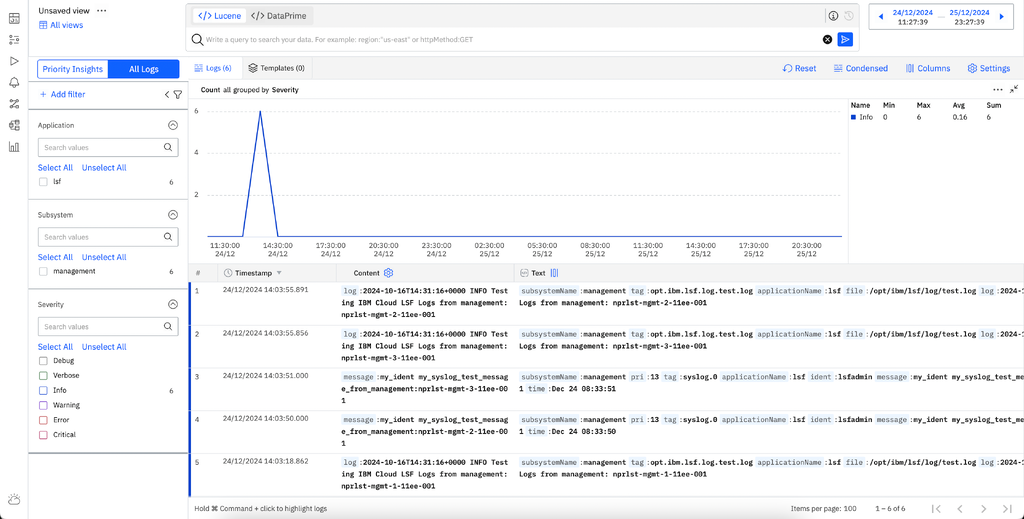 Unsaved view ...
All views
</> Lucene
</> DataPrime
Write a query to search your data. For example: region:"us-east" or httpMethod:GET
24/12/2024 — 25/12/2024
11:27:39 23:27:39
Priority Insights
All Logs
Logs (6)
Templates (0)
Reset
Condensed
Columns
Settings
+ Add filter
Application
Search values
Select All Unselect All
lsf 6
Subsystem
Search values
Select All Unselect All
management 6
Severity
Search values
Select All Unselect All
Debug
Verbose
Info 6
Warning
Error
Critical
Count all grouped by Severity
6
4
2
11:30:00 14:30:00 17:30:00 20:30:00 23:30:00 02:30:00 05:30:00 08:30:00 11:30:00 14:30:00 17:30:00 20:30:00
24/12 24/12 24/12 24/12 24/12 25/12 25/12 25/12 25/12 25/12 25/12 25/12
Name Min Max Avg Sum
Info 0 6 0.16 6
# Timestamp Content Text
1 24/12/2024 14:03:55.891
log :2024-10-16T14:31:16+0000 INFO Test
ing IBM Cloud LSF Logs from management:
nprlst-mgmt-2-11ee-001
subsystemName :management tag :opt.ibm.lsf.log.test.log applicationName :lsf file :/opt/ibm/lsf/log/test.log log :2024-1
Logs from management: nprlst-mgmt-2-11ee-001
2 24/12/2024 14:03:55.856
log :2024-10-16T14:31:16+0000 INFO Test
ing IBM Cloud LSF Logs from management:
nprlst-mgmt-3-11ee-001
subsystemName :management tag :opt.ibm.lsf.log.test.log applicationName :lsf file :/opt/ibm/lsf/log/test.log log :2024-1
Logs from management: nprlst-mgmt-3-11ee-001
3 24/12/2024 14:03:51.000
message :my_ident my_syslog_test_messag
e_from_management:nprlst-mgmt-3-11ee-00
1
subsystemName :management pri :13 tag :syslog.0 applicationName :lsf ident :lsfadmin message :my_ident my_sys
1 time :Dec 24 08:33:51
4 24/12/2024 14:03:50.000
message :my_ident my_syslog_test_messag
e_from_management:nprlst-mgmt-2-11ee-00
1
subsystemName :management pri :13 tag :syslog.0 applicationName :lsf ident :lsfadmin message :my_ident my_sys
1 time :Dec 24 08:33:50
5 24/12/2024 14:03:18.862
log :2024-10-16T14:31:16+0000 INFO Test
ing IBM Cloud LSF Logs from management:
nprlst-mgmt-1-11ee-001
subsystemName :management tag :opt.ibm.lsf.log.test.log applicationName :lsf file :/opt/ibm/lsf/log/test.log log :2024-1
Logs from management: nprlst-mgmt-1-11ee-001
Hold ⌘ Command + click to highlight logs
Items per page: 100
1 – 6 of 6